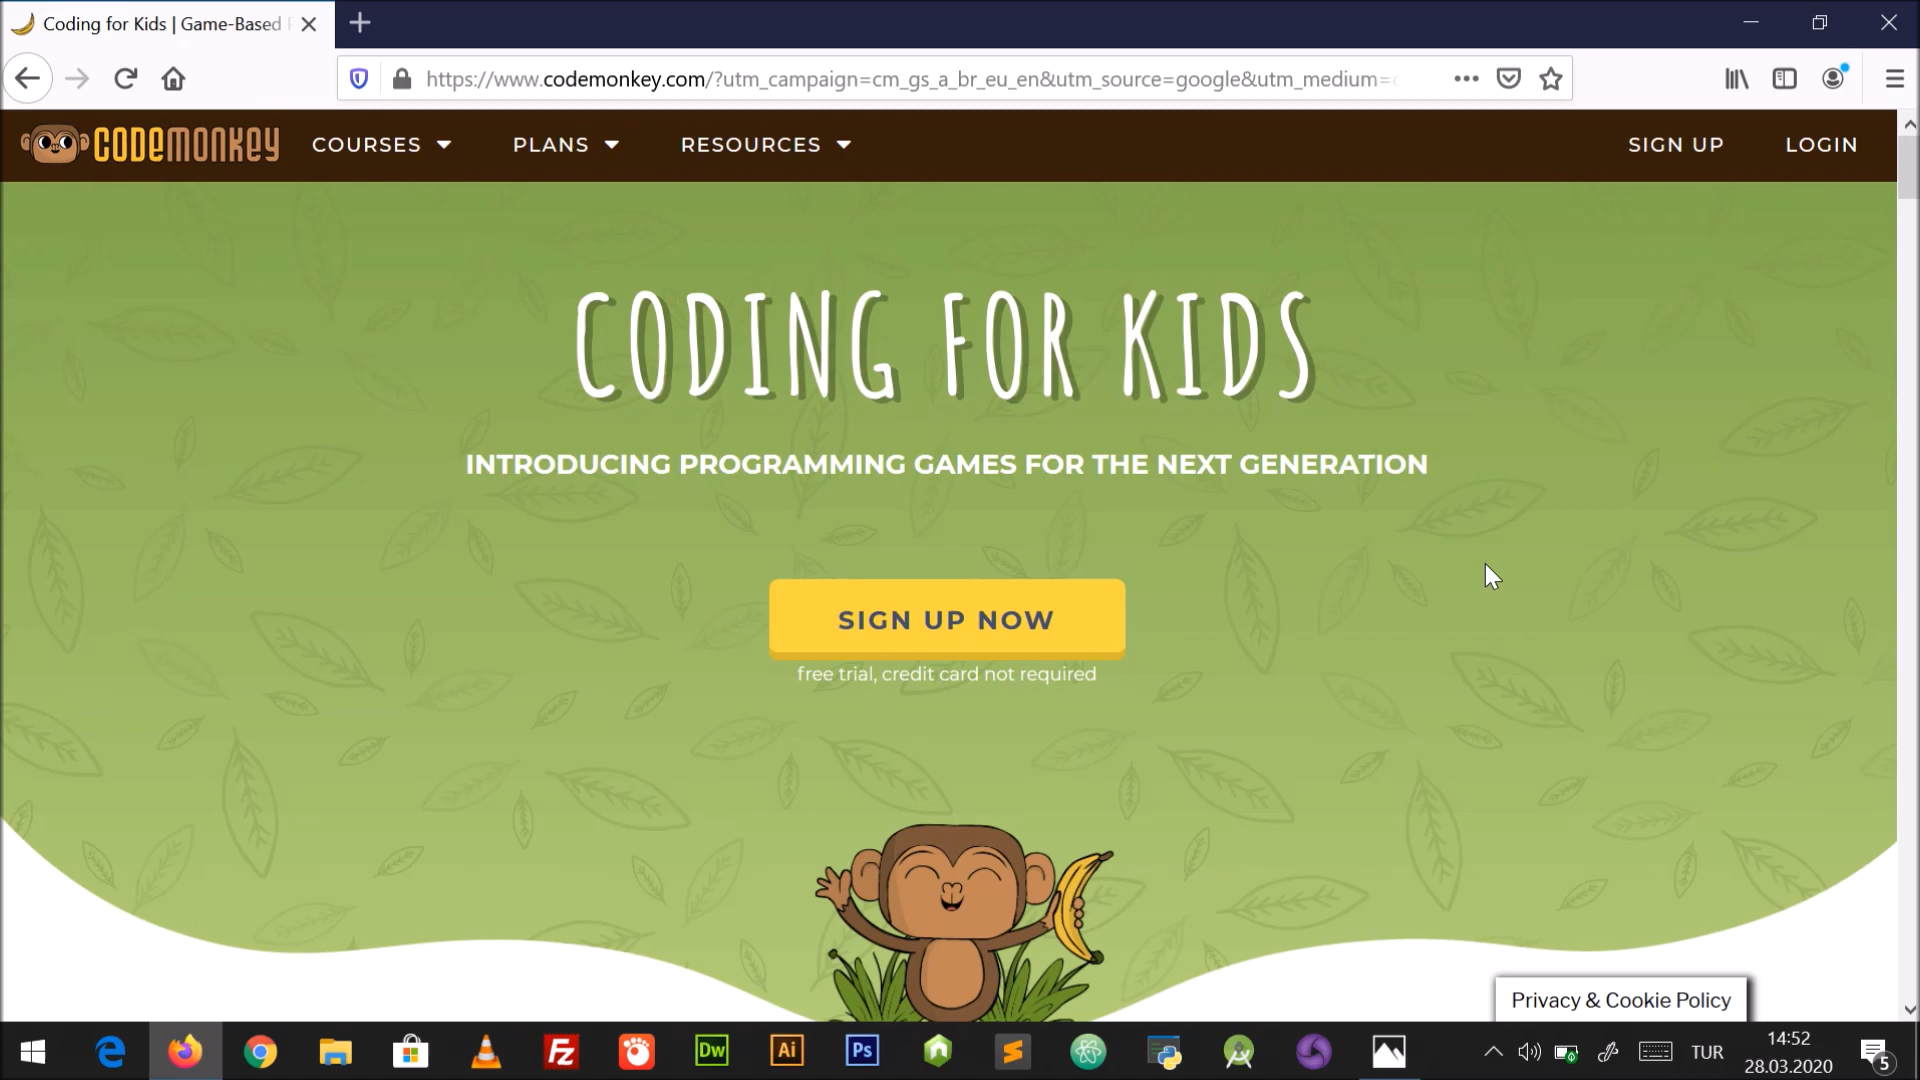 Coding for Kids | Game-Based
https://www.codemonkey.com/?utm_campaign=cm_gs_a_br_eu_en&utm_source=google&utm_medium=
CODEMONKEY COURSES PLANS RESOURCES SIGN UP LOGIN
CODING FOR KIDS
INTRODUCING PROGRAMMING GAMES FOR THE NEXT GENERATION
SIGN UP NOW
free trial, credit card not required
Privacy & Cookie Policy
Fz Dw Ai Ps TUR 14:52
28.03.2020 5